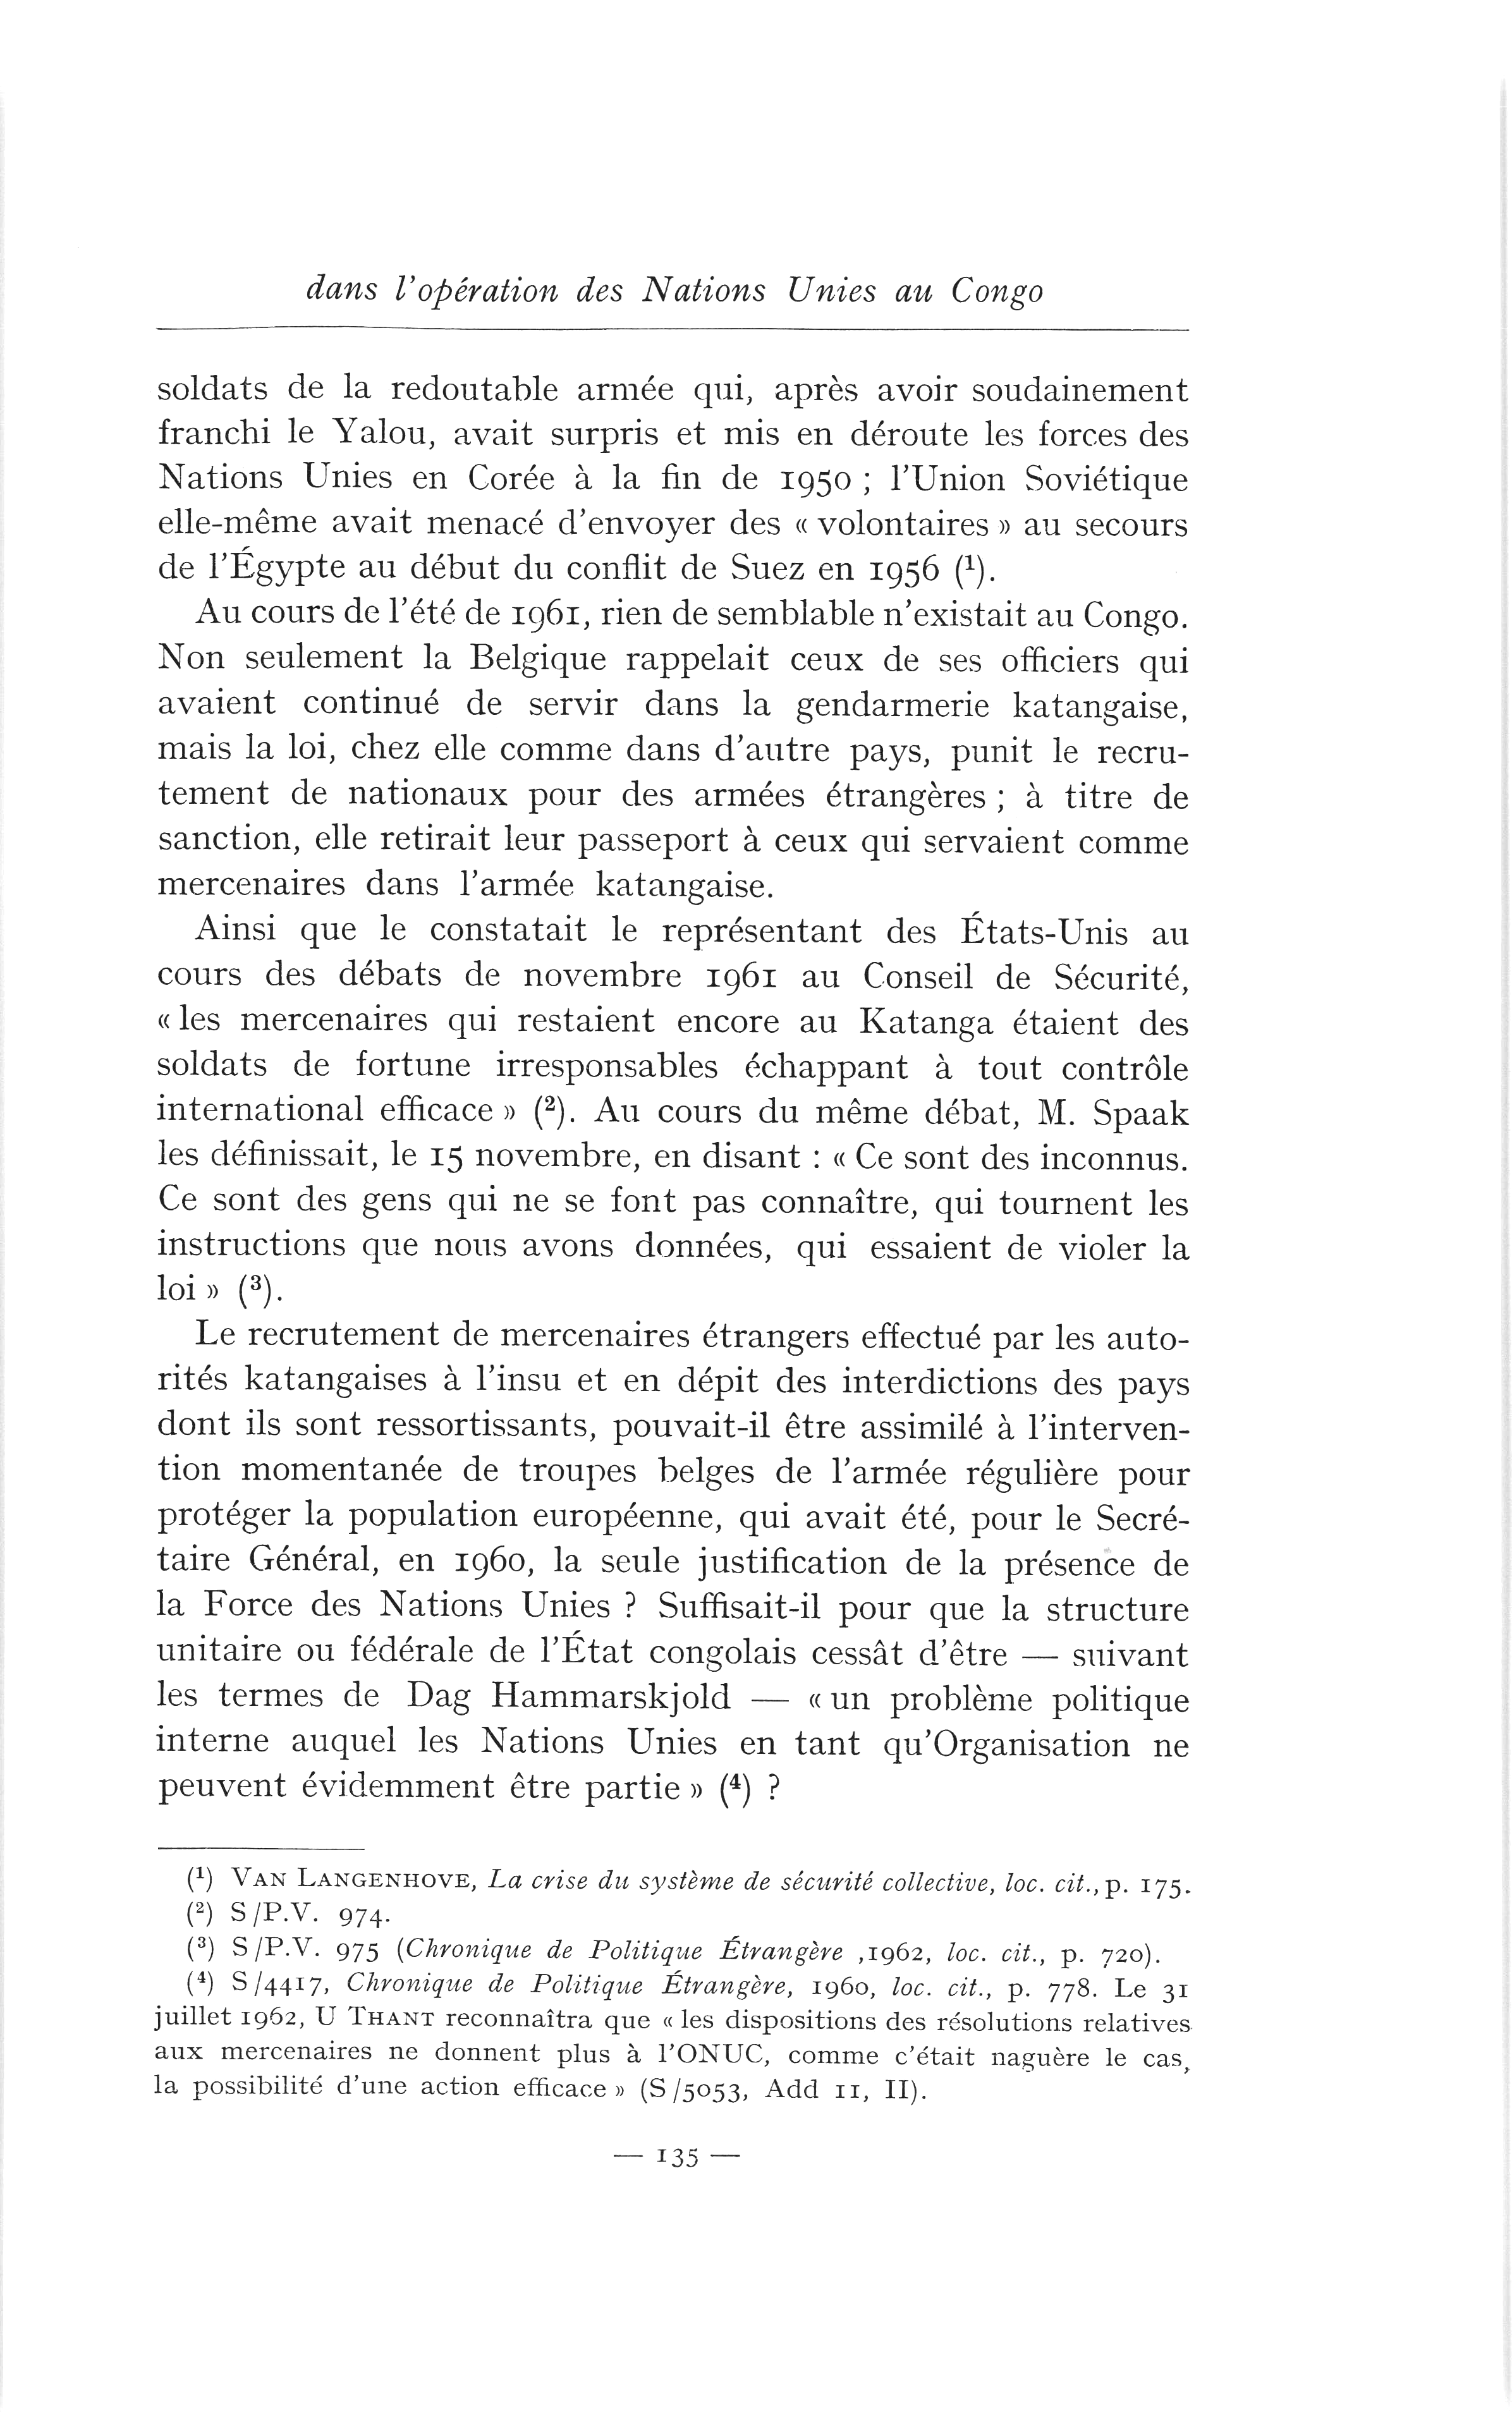 dans l'opération des Nations Unies au Congo
soldats de la redoutable armée qui, après avoir soudainement
franchi le Yalou, avait surpris et mis en déroute les forces des
Nations Unies en Corée à la fin de 1950 ; l'Union Soviétique
elle-même avait menacé d'envoyer des « volontaires » au secours
de l'Égypte au début du conflit de Suez en 1956 (¹).
Au cours de l'été de 1961, rien de semblable n'existait au Congo.
Non seulement la Belgique rappelait ceux de ses officiers qui
avaient continué de servir dans la gendarmerie katangaise,
mais la loi, chez elle comme dans d'autre pays, punit le recru-
tement de nationaux pour des armées étrangères ; à titre de
sanction, elle retirait leur passeport à ceux qui servaient comme
mercenaires dans l'armée katangaise.
Ainsi que le constatait le représentant des États-Unis au
cours des débats de novembre 1961 au Conseil de Sécurité,
« les mercenaires qui restaient encore au Katanga étaient des
soldats de fortune irresponsables échappant à tout contrôle
international efficace » (²). Au cours du même débat, M. Spaak
les définissait, le 15 novembre, en disant : « Ce sont des inconnus.
Ce sont des gens qui ne se font pas connaître, qui tournent les
instructions que nous avons données, qui essaient de violer la
loi » (³).
Le recrutement de mercenaires étrangers effectué par les auto-
rités katangaises à l'insu et en dépit des interdictions des pays
dont ils sont ressortissants, pouvait-il être assimilé à l'interven-
tion momentanée de troupes belges de l'armée régulière pour
protéger la population européenne, qui avait été, pour le Secré-
taire Général, en 1960, la seule justification de la présence de
la Force des Nations Unies ? Suffisait-il pour que la structure
unitaire ou fédérale de l'État congolais cessât d'être — suivant
les termes de Dag Hammarskjold — « un problème politique
interne auquel les Nations Unies en tant qu'Organisation ne
peuvent évidemment être partie » (⁴) ?
(¹) VAN LANGENHOVE, La crise du système de sécurité collective, loc. cit., p. 175.
(²) S/P.V. 974.
(³) S/P.V. 975 (Chronique de Politique Étrangère ,1962, loc. cit., p. 720).
(⁴) S/4417, Chronique de Politique Étrangère, 1960, loc. cit., p. 778. Le 31
juillet 1962, U THANT reconnaîtra que « les dispositions des résolutions relatives
aux mercenaires ne donnent plus à l'ONUC, comme c'était naguère le cas,
la possibilité d'une action efficace » (S/5053, Add 11, II).
— 135 —